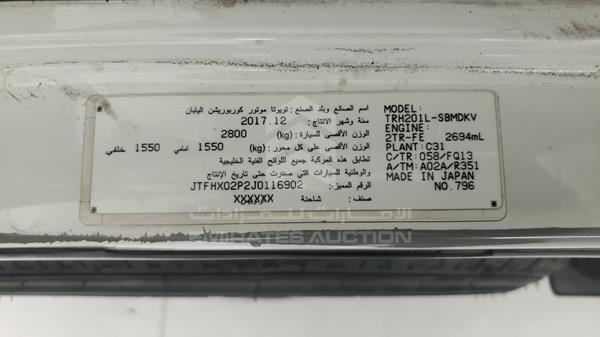 اسم الصانع وبلد الصنع : تويوتا موتور كوربوريشن اليابان
سنة وشهر الانتاج : 2017.12
الوزن الأقصى للسيارة : (kg) 2800
الوزن الأقصى على كل محور : (kg) 1550 امامي 1550 خلفي
تطابق هذه المركبة جميع اللوائح الفنية الخليجية
والوطنية للسيارات التي صدرت حتى تاريخ الإنتاج
الرقم المميز: JTFHX02P2J0116902
صنف : شاحنة XXXXXX
MODEL:
TRH201L-SBMDKV
ENGINE:
2TR-FE 2694mL
PLANT: C31
C/TR: 058/FQ13
A/TM: A02A/R351
MADE IN JAPAN
NO. 796
الإمارات للمزادات
EMIRATES AUCTION